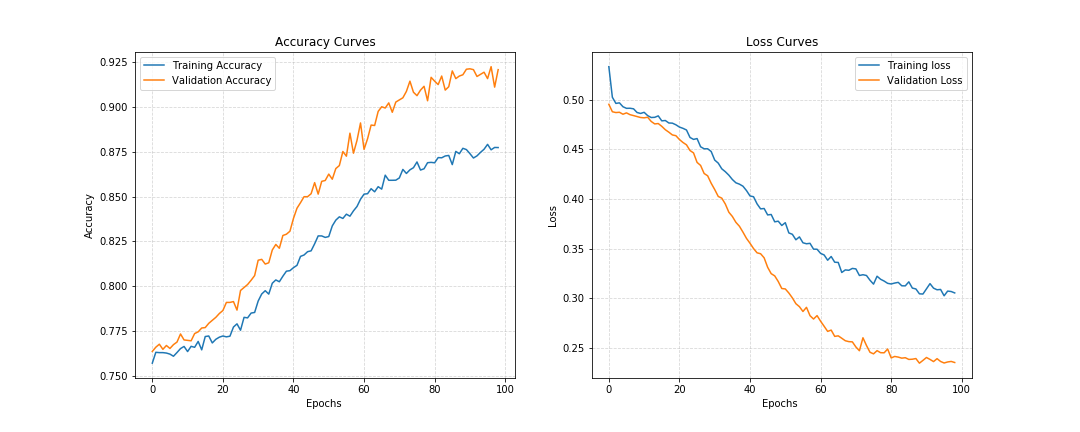 Accuracy Curves
Training Accuracy
Validation Accuracy
0.925
0.900
0.875
0.850
0.825
0.800
0.775
0.750
Accuracy
0 20 40 60 80 100
Epochs
Loss Curves
Training loss
Validation Loss
0.50
0.45
0.40
0.35
0.30
0.25
Loss
0 20 40 60 80 100
Epochs